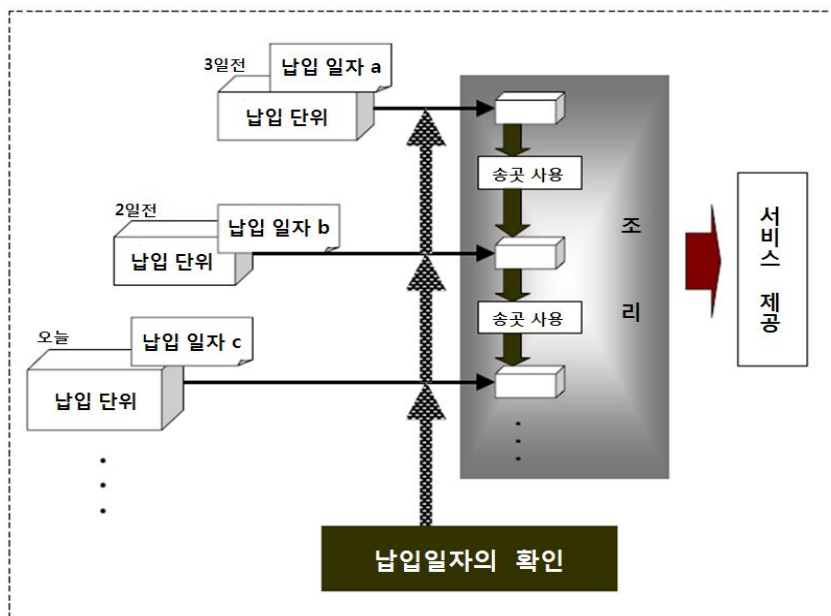 3일전
납입 일자 a
납입 단위
송곳 사용
2일전
납입 일자 b
납입 단위
조
리
서비스 제공
송곳 사용
오늘
납입 일자 c
납입 단위
납입일자의 확인